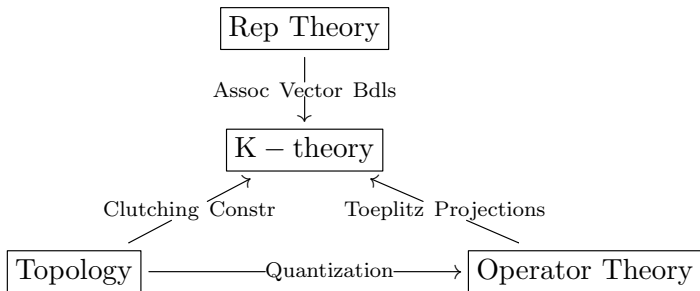 Rep Theory
Assoc Vector Bdls
K − theory
Clutching Constr Toeplitz Projections
Topology Quantization Operator Theory